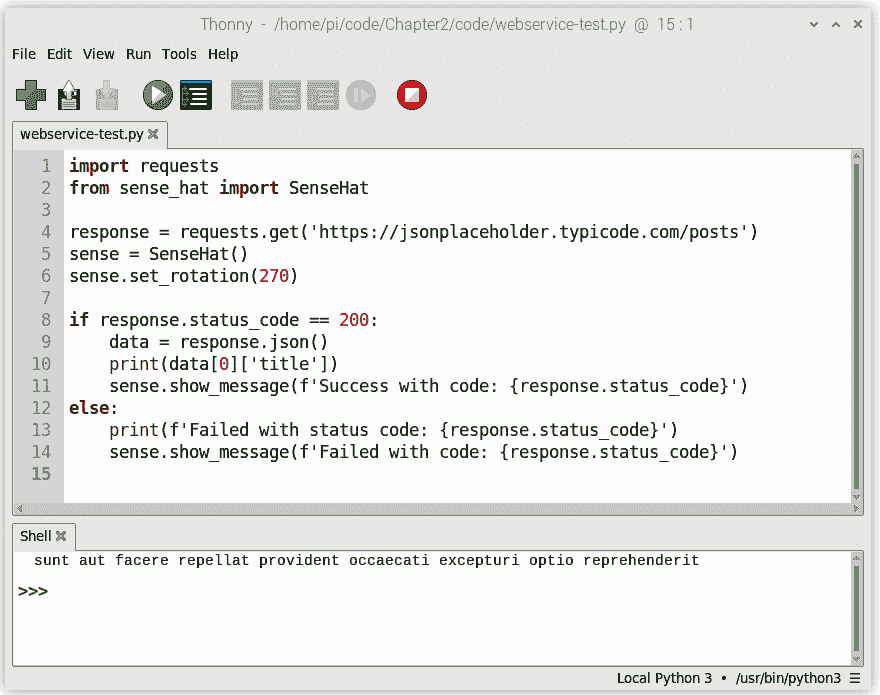 Thonny - /home/pi/code/Chapter2/code/webservice-test.py @ 15 : 1
File Edit View Run Tools Help
webservice-test.py
1 import requests
2 from sense_hat import SenseHat
3
4 response = requests.get('https://jsonplaceholder.typicode.com/posts')
5 sense = SenseHat()
6 sense.set_rotation(270)
7
8 if response.status_code == 200:
9     data = response.json()
10     print(data[0]['title'])
11     sense.show_message(f'Success with code: {response.status_code}')
12 else:
13     print(f'Failed with status code: {response.status_code}')
14     sense.show_message(f'Failed with code: {response.status_code}')
15
Shell
sunt aut facere repellat provident occaecati excepturi optio reprehenderit
>>>
Local Python 3 • /usr/bin/python3 ☰